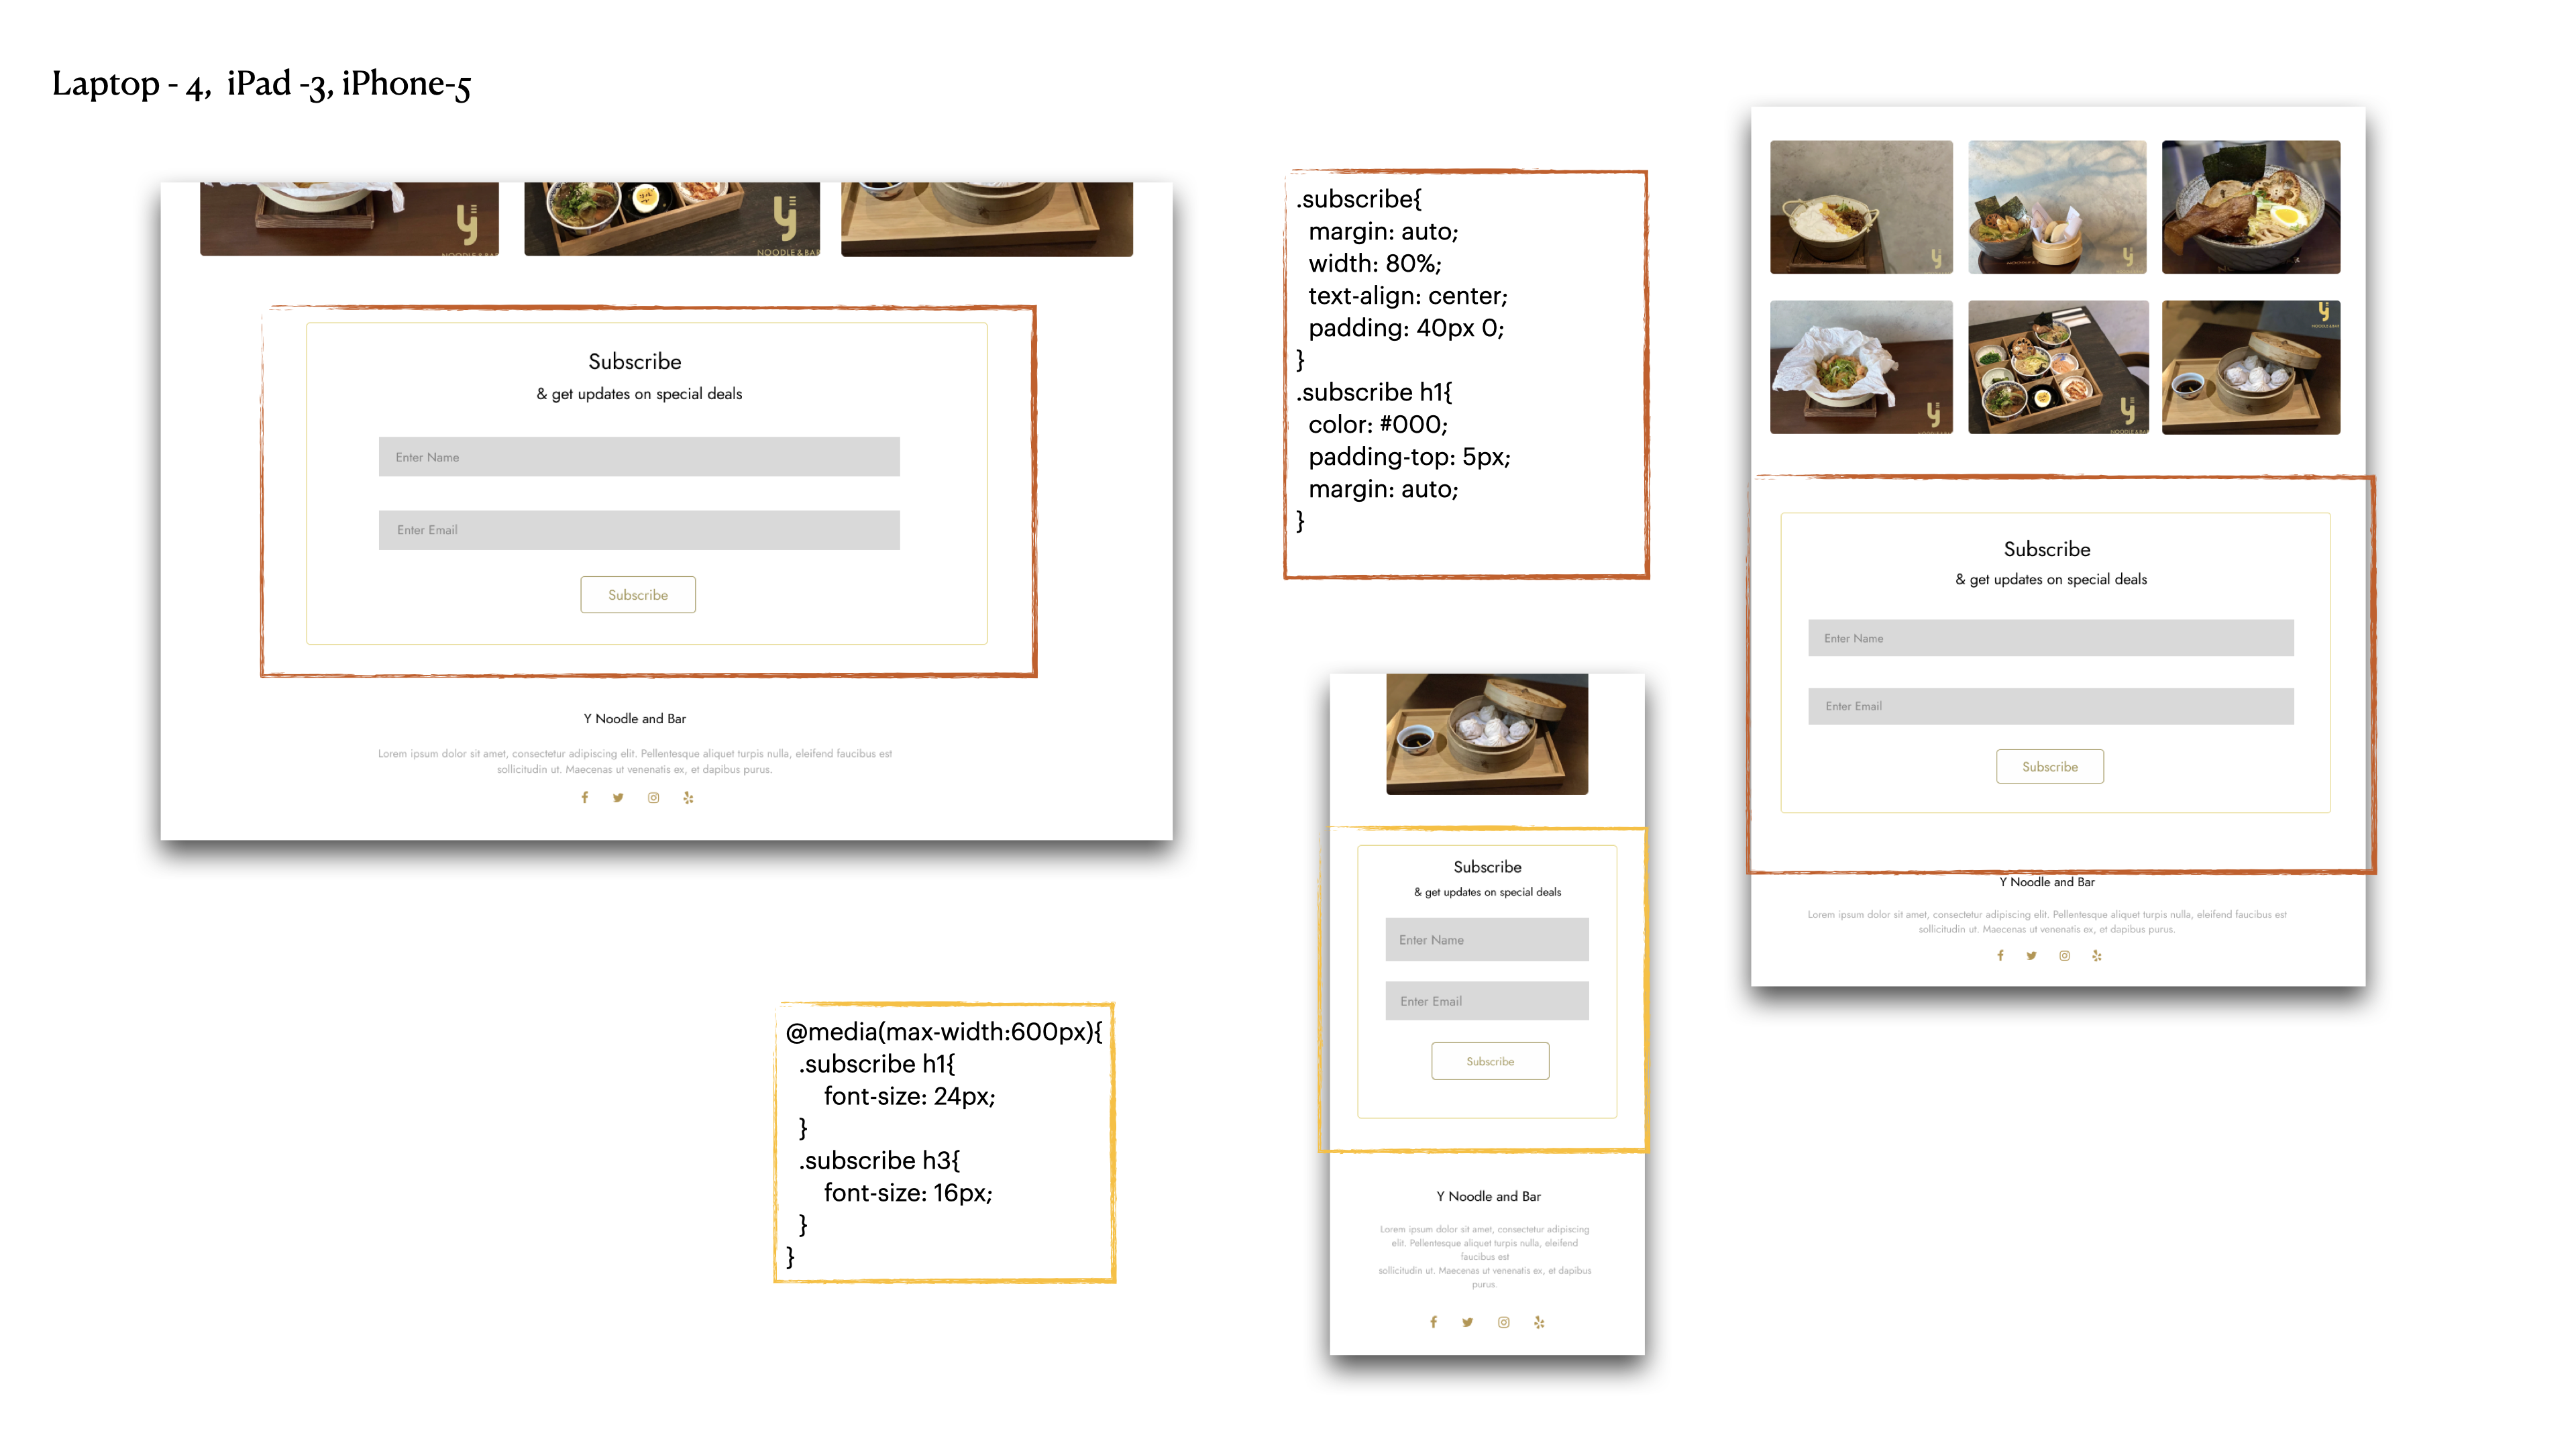 Laptop - 4, iPad -3, iPhone-5
y
NOODLE & BAR
y
NOODLE & BAR
Subscribe
& get updates on special deals
Enter Name
Enter Email
Subscribe
Y Noodle and Bar
Lorem ipsum dolor sit amet, consectetur adipiscing elit. Pellentesque aliquet turpis nulla, eleifend faucibus est
sollicitudin ut. Maecenas ut venenatis ex, et dapibus purus.
.subscribe{
margin: auto;
width: 80%;
text-align: center;
padding: 40px 0;
}
.subscribe h1{
color: #000;
padding-top: 5px;
margin: auto;
}
@media(max-width:600px){
.subscribe h1{
font-size: 24px;
}
.subscribe h3{
font-size: 16px;
}
}
Subscribe
& get updates on special deals
Enter Name
Enter Email
Subscribe
Y Noodle and Bar
Lorem ipsum dolor sit amet, consectetur adipiscing
elit. Pellentesque aliquet turpis nulla, eleifend
faucibus est
sollicitudin ut. Maecenas ut venenatis ex, et dapibus
purus.
y
y
y
NOODLE & BAR
y
y
NOODLE & BAR
Subscribe
& get updates on special deals
Enter Name
Enter Email
Subscribe
Y Noodle and Bar
Lorem ipsum dolor sit amet, consectetur adipiscing elit. Pellentesque aliquet turpis nulla, eleifend faucibus est
sollicitudin ut. Maecenas ut venenatis ex, et dapibus purus.